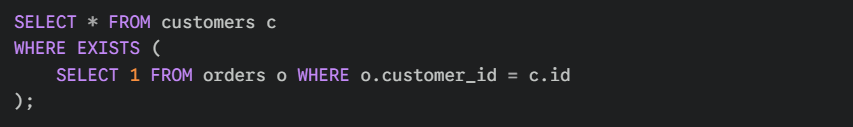 SELECT * FROM customers c
WHERE EXISTS (
    SELECT 1 FROM orders o WHERE o.customer_id = c.id
);